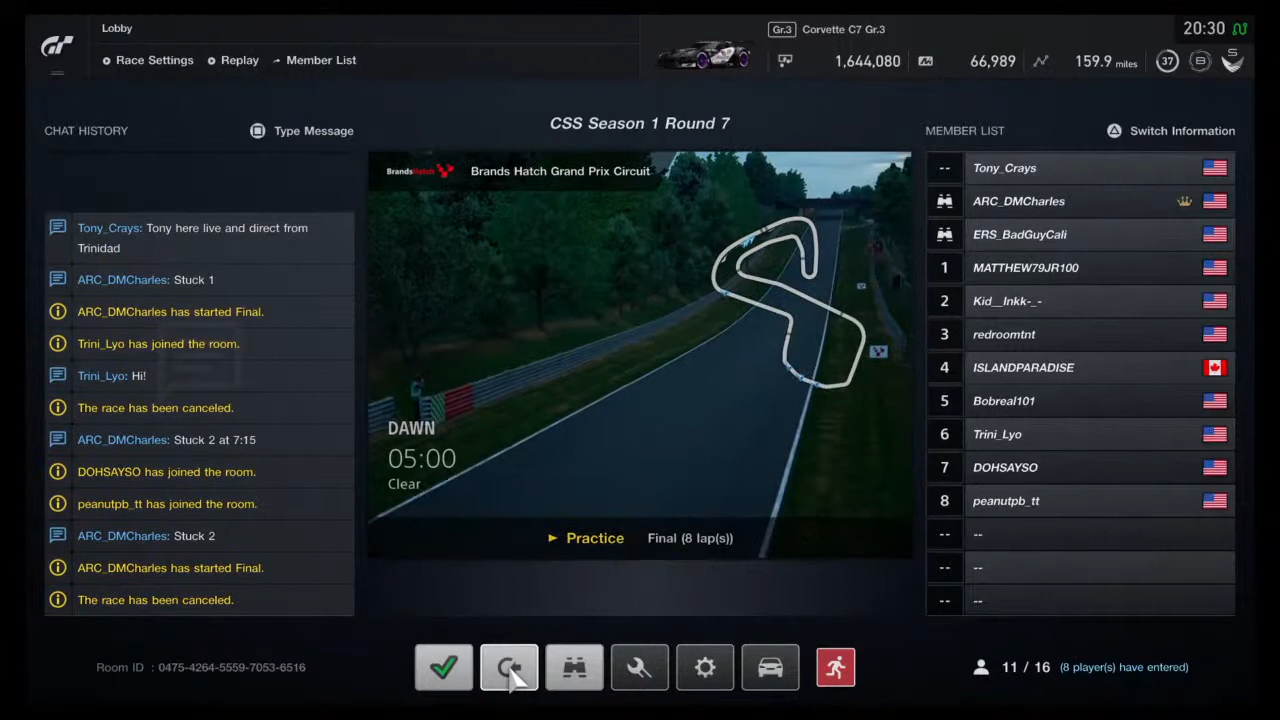 Lobby
Race Settings Replay Member List
Gr.3 Corvette C7 Gr.3
20:30
1,644,080 66,989 159.9 miles 37 B S
CHAT HISTORY
Type Message
Tony_Crays: Tony here live and direct from
Trinidad
ARC_DMCharles: Stuck 1
ARC_DMCharles has started Final.
Trini_Lyo has joined the room.
Trini_Lyo: Hi!
The race has been canceled.
ARC_DMCharles: Stuck 2 at 7:15
DOHSAYSO has joined the room.
peanutpb_tt has joined the room.
ARC_DMCharles: Stuck 2
ARC_DMCharles has started Final.
The race has been canceled.
CSS Season 1 Round 7
BrandsHatch Brands Hatch Grand Prix Circuit
DAWN
05:00
Clear
Practice Final (8 lap(s))
MEMBER LIST
Switch Information
-- Tony_Crays
ARC_DMCharles
ERS_BadGuyCali
1 MATTHEW79JR100
2 Kid__Inkk-_-
3 redroomtnt
4 ISLANDPARADISE
5 Bobreal101
6 Trini_Lyo
7 DOHSAYSO
8 peanutpb_tt
-- --
-- --
-- --
Room ID : 0475-4264-5559-7053-6516
11 / 16 (8 player(s) have entered)